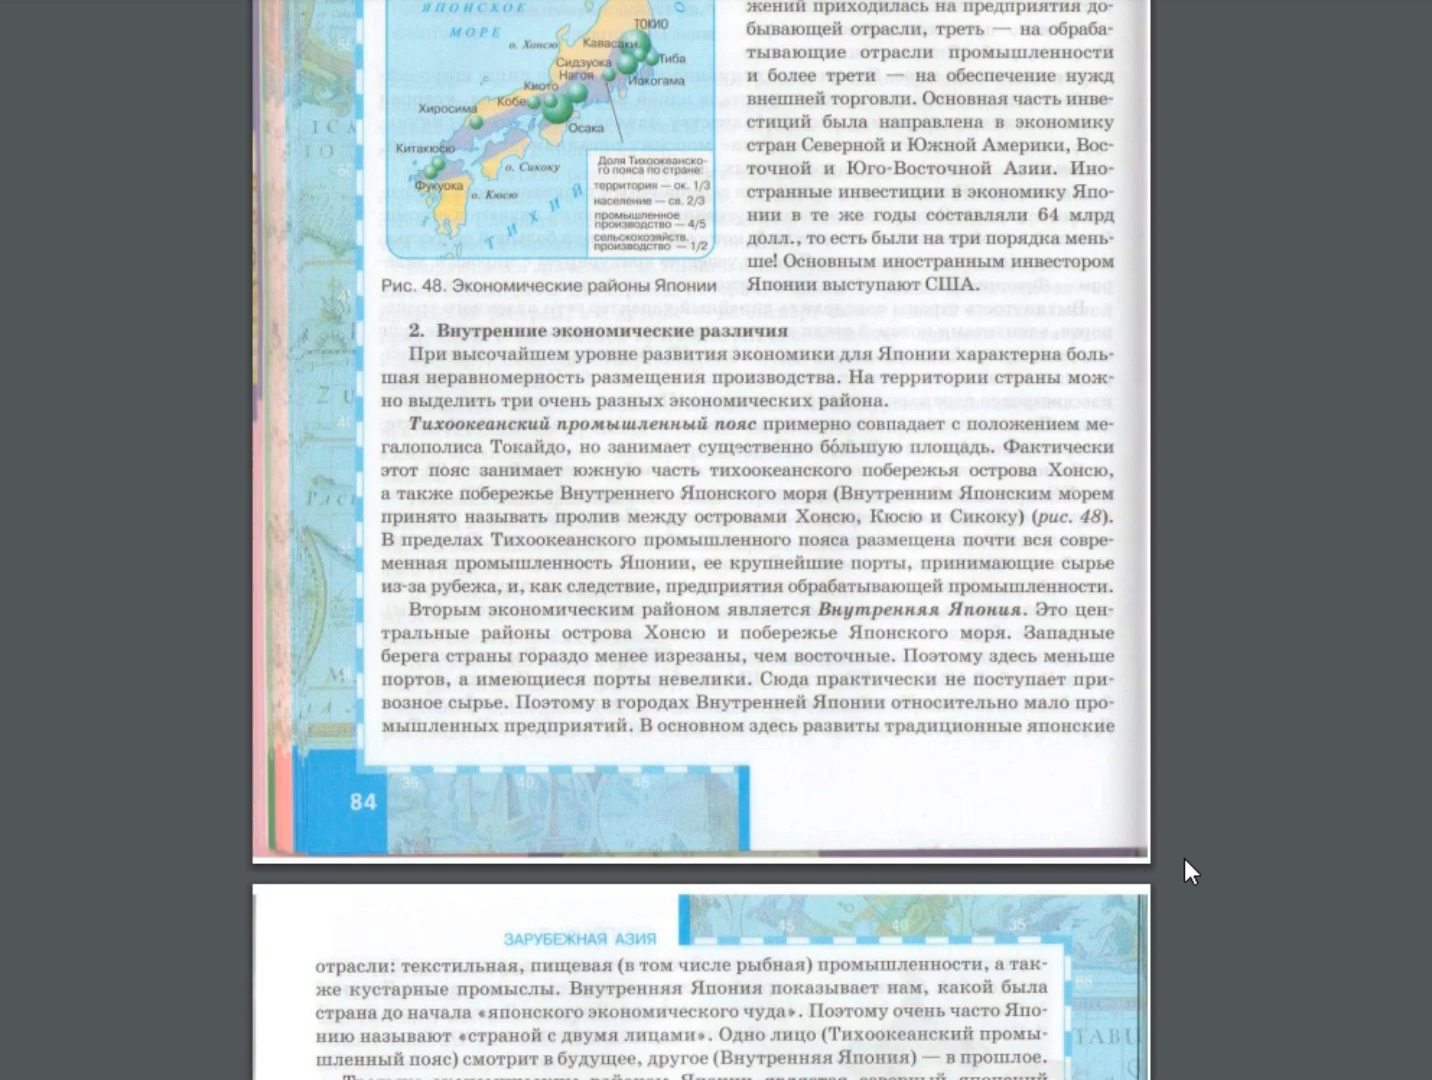 ЯПОНСКОЕ
МОРЕ
о. Хонсю
ТОКИО
Кавасаки
Тиба
Сидзуока
Нагоя
Иокогама
Киото
Кобе
Хиросима
Осака
Китакюсю
о. Сикоку
Фукуока
о. Кюсю
ТИХИЙ
Доля Тихоокеанско-
го пояса по стране:
территория — ок. 1/3
население — св. 2/3
промышленное
производство — 4/5
сельскохозяйств.
производство — 1/2
Рис. 48. Экономические районы Японии
жений приходилась на предприятия до-
бывающей отрасли, треть — на обраба-
тывающие отрасли промышленности
и более трети — на обеспечение нужд
внешней торговли. Основная часть инве-
стиций была направлена в экономику
стран Северной и Южной Америки, Вос-
точной и Юго-Восточной Азии. Ино-
странные инвестиции в экономику Япо-
нии в те же годы составляли 64 млрд
долл., то есть были на три порядка мень-
ше! Основным иностранным инвестором
Японии выступают США.
2. Внутренние экономические различия
При высочайшем уровне развития экономики для Японии характерна боль-
шая неравномерность размещения производства. На территории страны мож-
но выделить три очень разных экономических района.
Тихоокеанский промышленный пояс примерно совпадает с положением ме-
галополиса Токайдо, но занимает существенно бо́льшую площадь. Фактически
этот пояс занимает южную часть тихоокеанского побережья острова Хонсю,
а также побережье Внутреннего Японского моря (Внутренним Японским морем
принято называть пролив между островами Хонсю, Кюсю и Сикоку) (рис. 48).
В пределах Тихоокеанского промышленного пояса размещена почти вся совре-
менная промышленность Японии, ее крупнейшие порты, принимающие сырье
из-за рубежа, и, как следствие, предприятия обрабатывающей промышленности.
Вторым экономическим районом является Внутренняя Япония. Это цен-
тральные районы острова Хонсю и побережье Японского моря. Западные
берега страны гораздо менее изрезаны, чем восточные. Поэтому здесь меньше
портов, а имеющиеся порты невелики. Сюда практически не поступает при-
возное сырье. Поэтому в городах Внутренней Японии относительно мало про-
мышленных предприятий. В основном здесь развиты традиционные японские
84
36
40
46
45
40
35
ЗАРУБЕЖНАЯ АЗИЯ
отрасли: текстильная, пищевая (в том числе рыбная) промышленности, а так-
же кустарные промыслы. Внутренняя Япония показывает нам, какой была
страна до начала «японского экономического чуда». Поэтому очень часто Япо-
нию называют «страной с двумя лицами». Одно лицо (Тихоокеанский промы-
шленный пояс) смотрит в будущее, другое (Внутренняя Япония) — в прошлое.